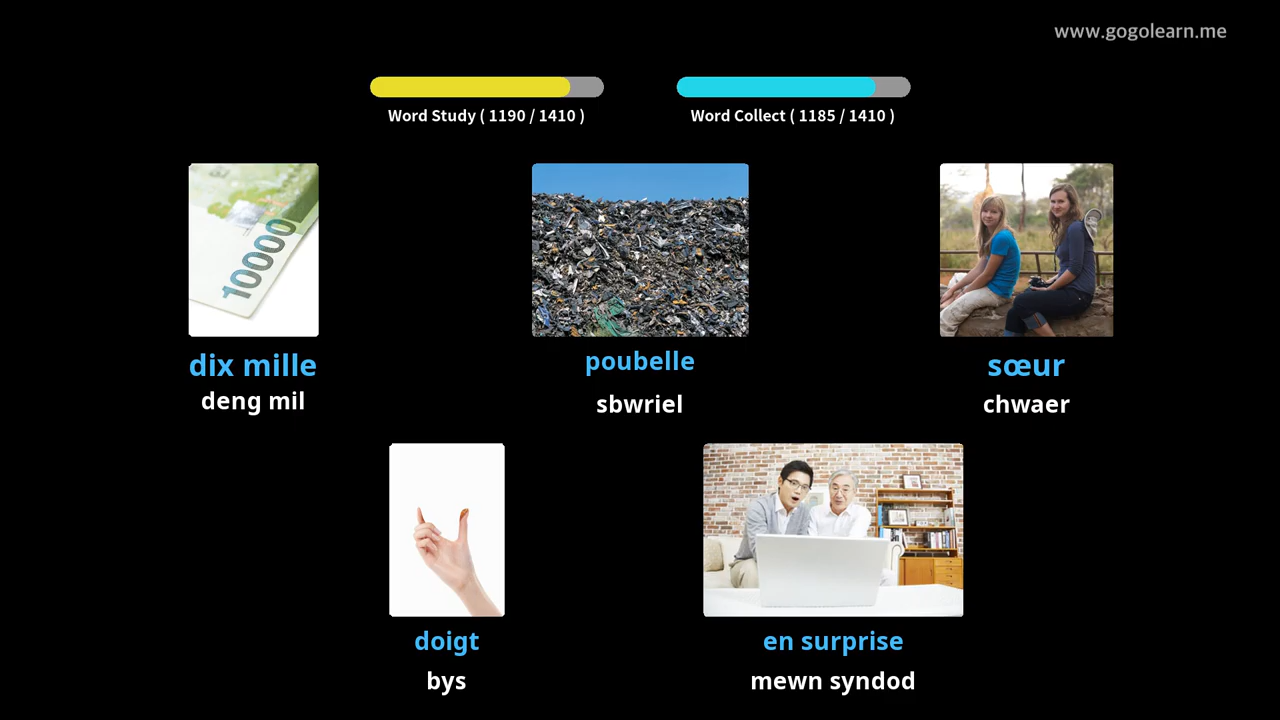 www.gogolearn.me
Word Study ( 1190 / 1410 )
Word Collect ( 1185 / 1410 )
10000
dix mille
deng mil
poubelle
sbwriel
sœur
chwaer
doigt
bys
en surprise
mewn syndod